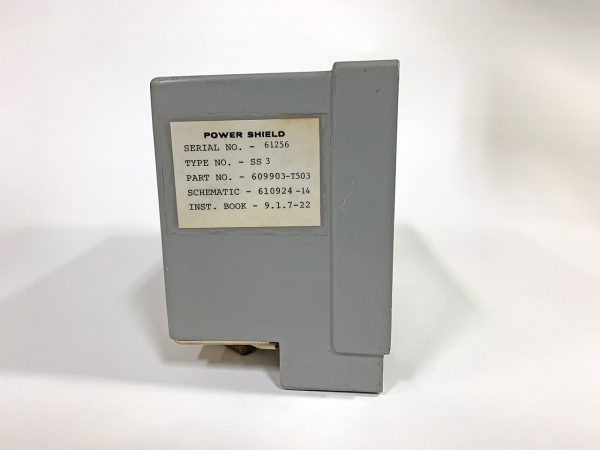 POWER SHIELD
SERIAL NO. - 61256
TYPE NO. - SS 3
PART NO. - 609903-T503
SCHEMATIC - 610924-14
INST. BOOK - 9.1.7-22